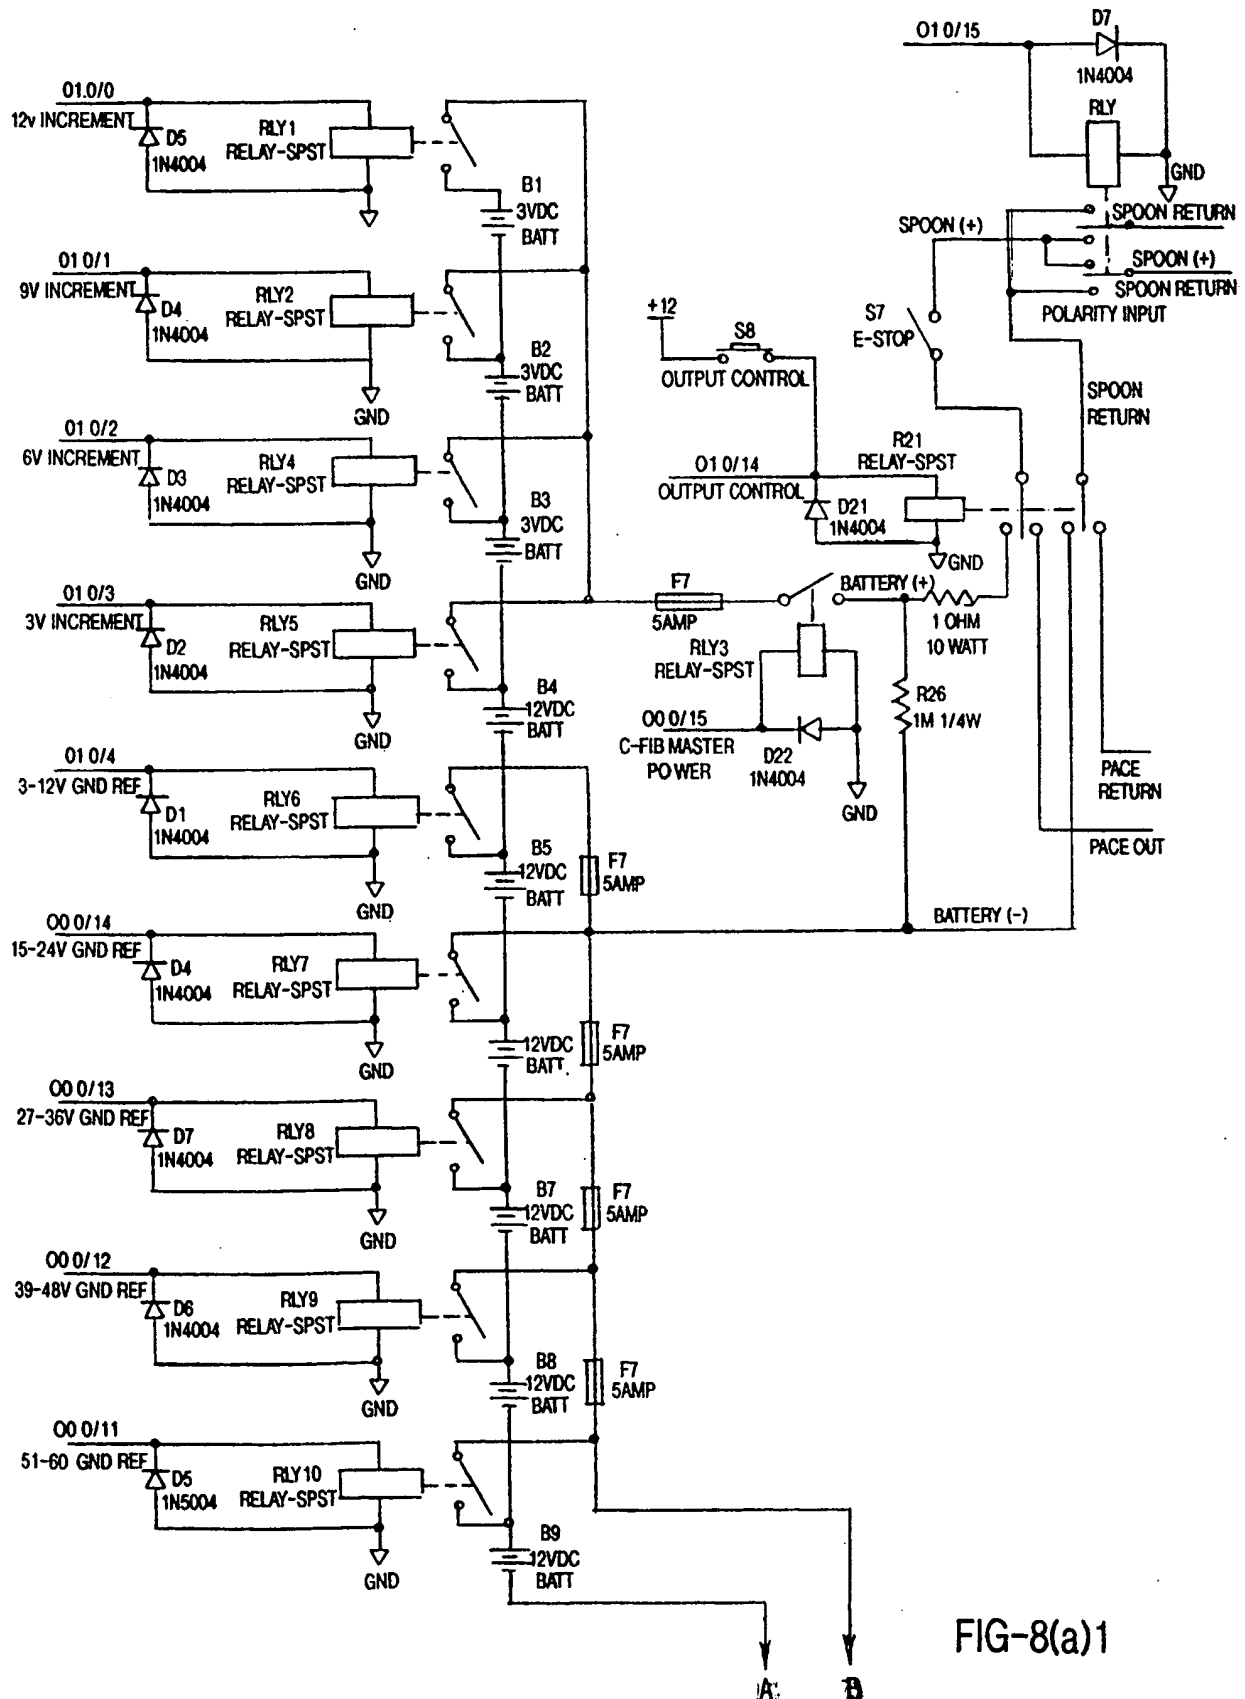 O1 0/15
D7
1N4004
RLY
GND
SPOON RETURN
SPOON (+)
SPOON (+)
SPOON RETURN
POLARITY INPUT
01.0/0
12v INCREMENT
D5
1N4004
RLY1
RELAY-SPST
B1
3VDC
BATT
01 0/1
9V INCREMENT
D4
1N4004
RLY2
RELAY-SPST
GND
B2
3VDC
BATT
+12
S8
OUTPUT CONTROL
S7
E-STOP
SPOON
RETURN
01 0/2
6V INCREMENT
D3
1N4004
RLY4
RELAY-SPST
GND
B3
3VDC
BATT
O1 0/14
OUTPUT CONTROL
D21
1N4004
R21
RELAY-SPST
GND
01 0/3
3V INCREMENT
D2
1N4004
RLY5
RELAY-SPST
GND
B4
12VDC
BATT
F7
5AMP
BATTERY (+)
1 OHM
10 WATT
RLY3
RELAY-SPST
R26
1M 1/4W
O0 0/15
C-FIB MASTER
POWER
D22
1N4004
GND
PACE
RETURN
PACE OUT
01 0/4
3-12V GND REF
D1
1N4004
RLY6
RELAY-SPST
GND
B5
12VDC
BATT
F7
5AMP
BATTERY (-)
O0 0/14
15-24V GND REF
D4
1N4004
RLY7
RELAY-SPST
GND
12VDC
BATT
F7
5AMP
O0 0/13
27-36V GND REF
D7
1N4004
RLY8
RELAY-SPST
GND
B7
12VDC
BATT
F7
5AMP
O0 0/12
39-48V GND REF
D6
1N4004
RLY9
RELAY-SPST
GND
B8
12VDC
BATT
F7
5AMP
O0 0/11
51-60 GND REF
D5
1N5004
RLY10
RELAY-SPST
GND
B9
12VDC
BATT
A
B
FIG-8(a)1